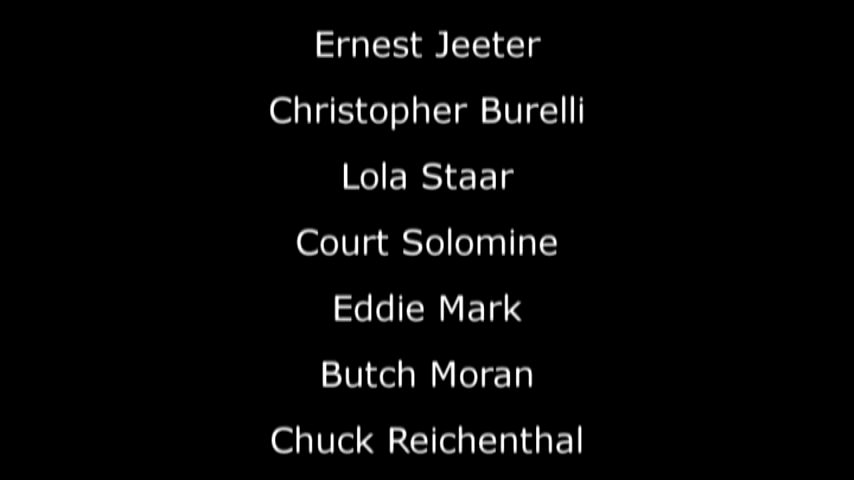 Ernest Jeeter
Christopher Burelli
Lola Staar
Court Solomine
Eddie Mark
Butch Moran
Chuck Reichenthal